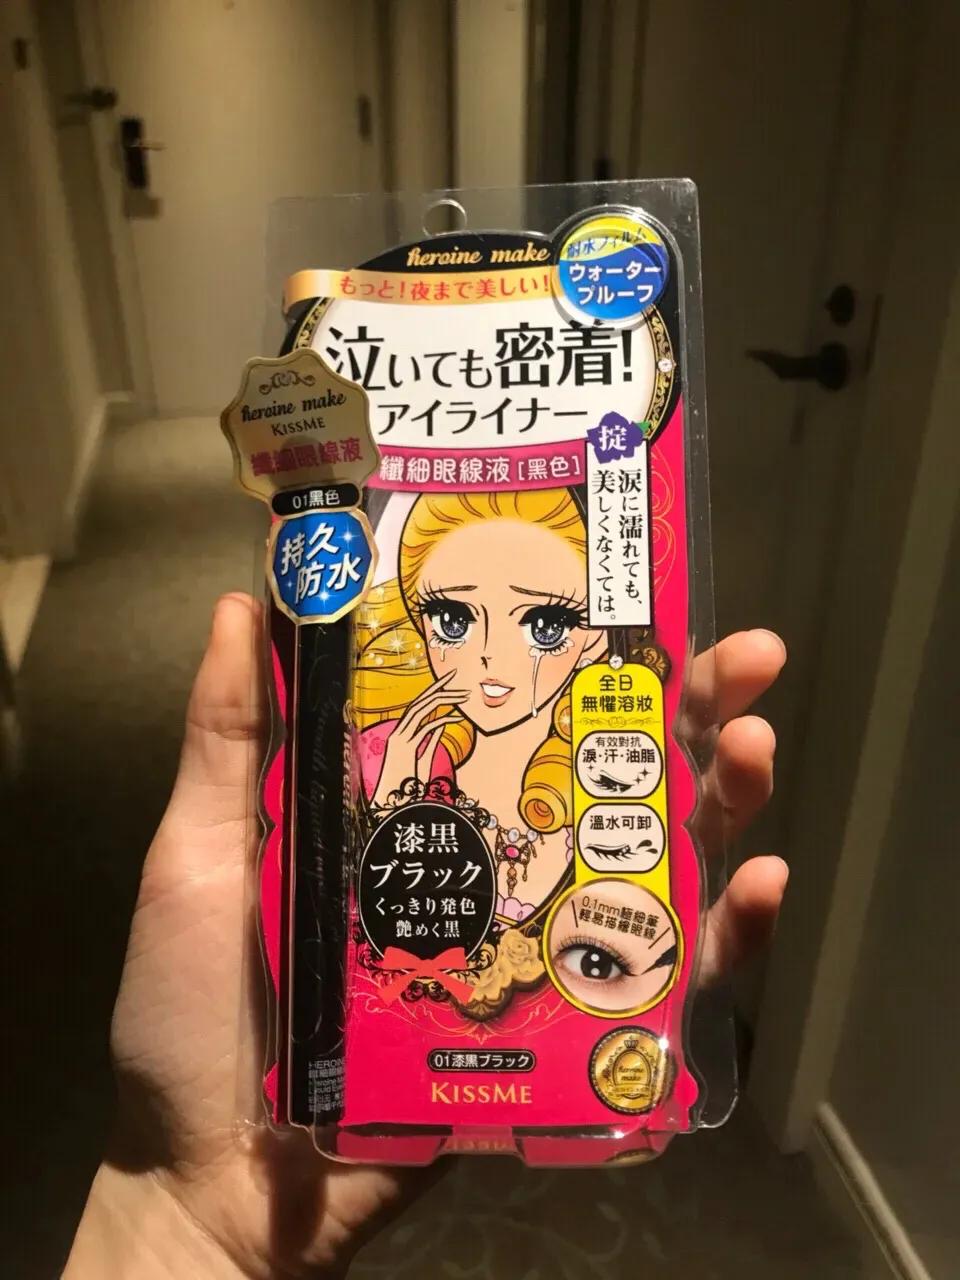 heroine make
もっと!夜まで美しい!
耐水フィルム
ウォーター
プルーフ
泣いても密着!
アイライナー
heroine make
KISSME
纖細眼線液
01黑色
持久
防水
纖細眼線液[黑色]
掟
涙に濡れても、
美しくなくては。
全日
無懼溶妝
有效對抗
淚·汗·油脂
溫水可卸
0.1mm極細筆
輕易描繪眼線
漆黒
ブラック
くっきり発色
艶めく黒
01漆黒ブラック
KISSME
heroine
make